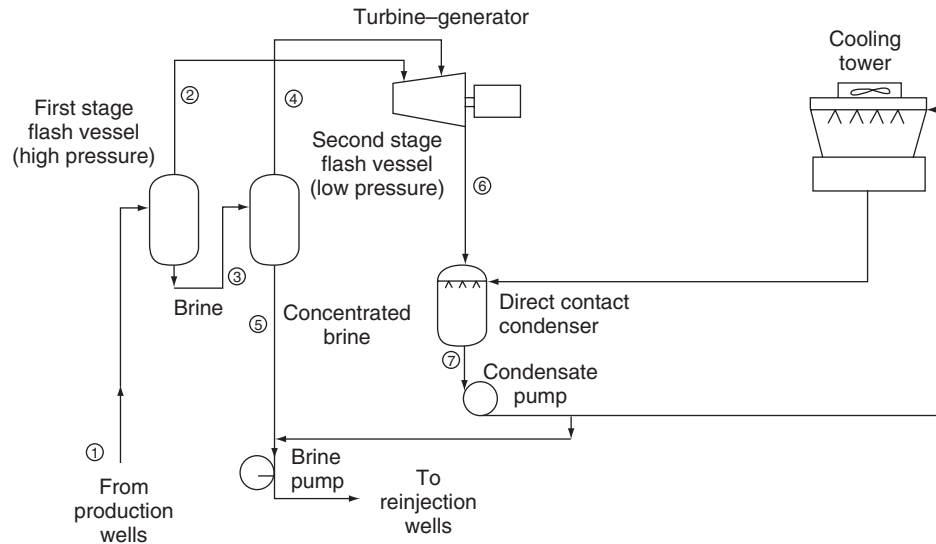 Turbine–generator
Cooling
tower
②
④
First stage
flash vessel
(high pressure)
Second stage
flash vessel
(low pressure)
⑥
③
Brine
⑤
Concentrated
brine
Direct contact
condenser
⑦
Condensate
pump
①
From
production
wells
Brine
pump
To
reinjection
wells